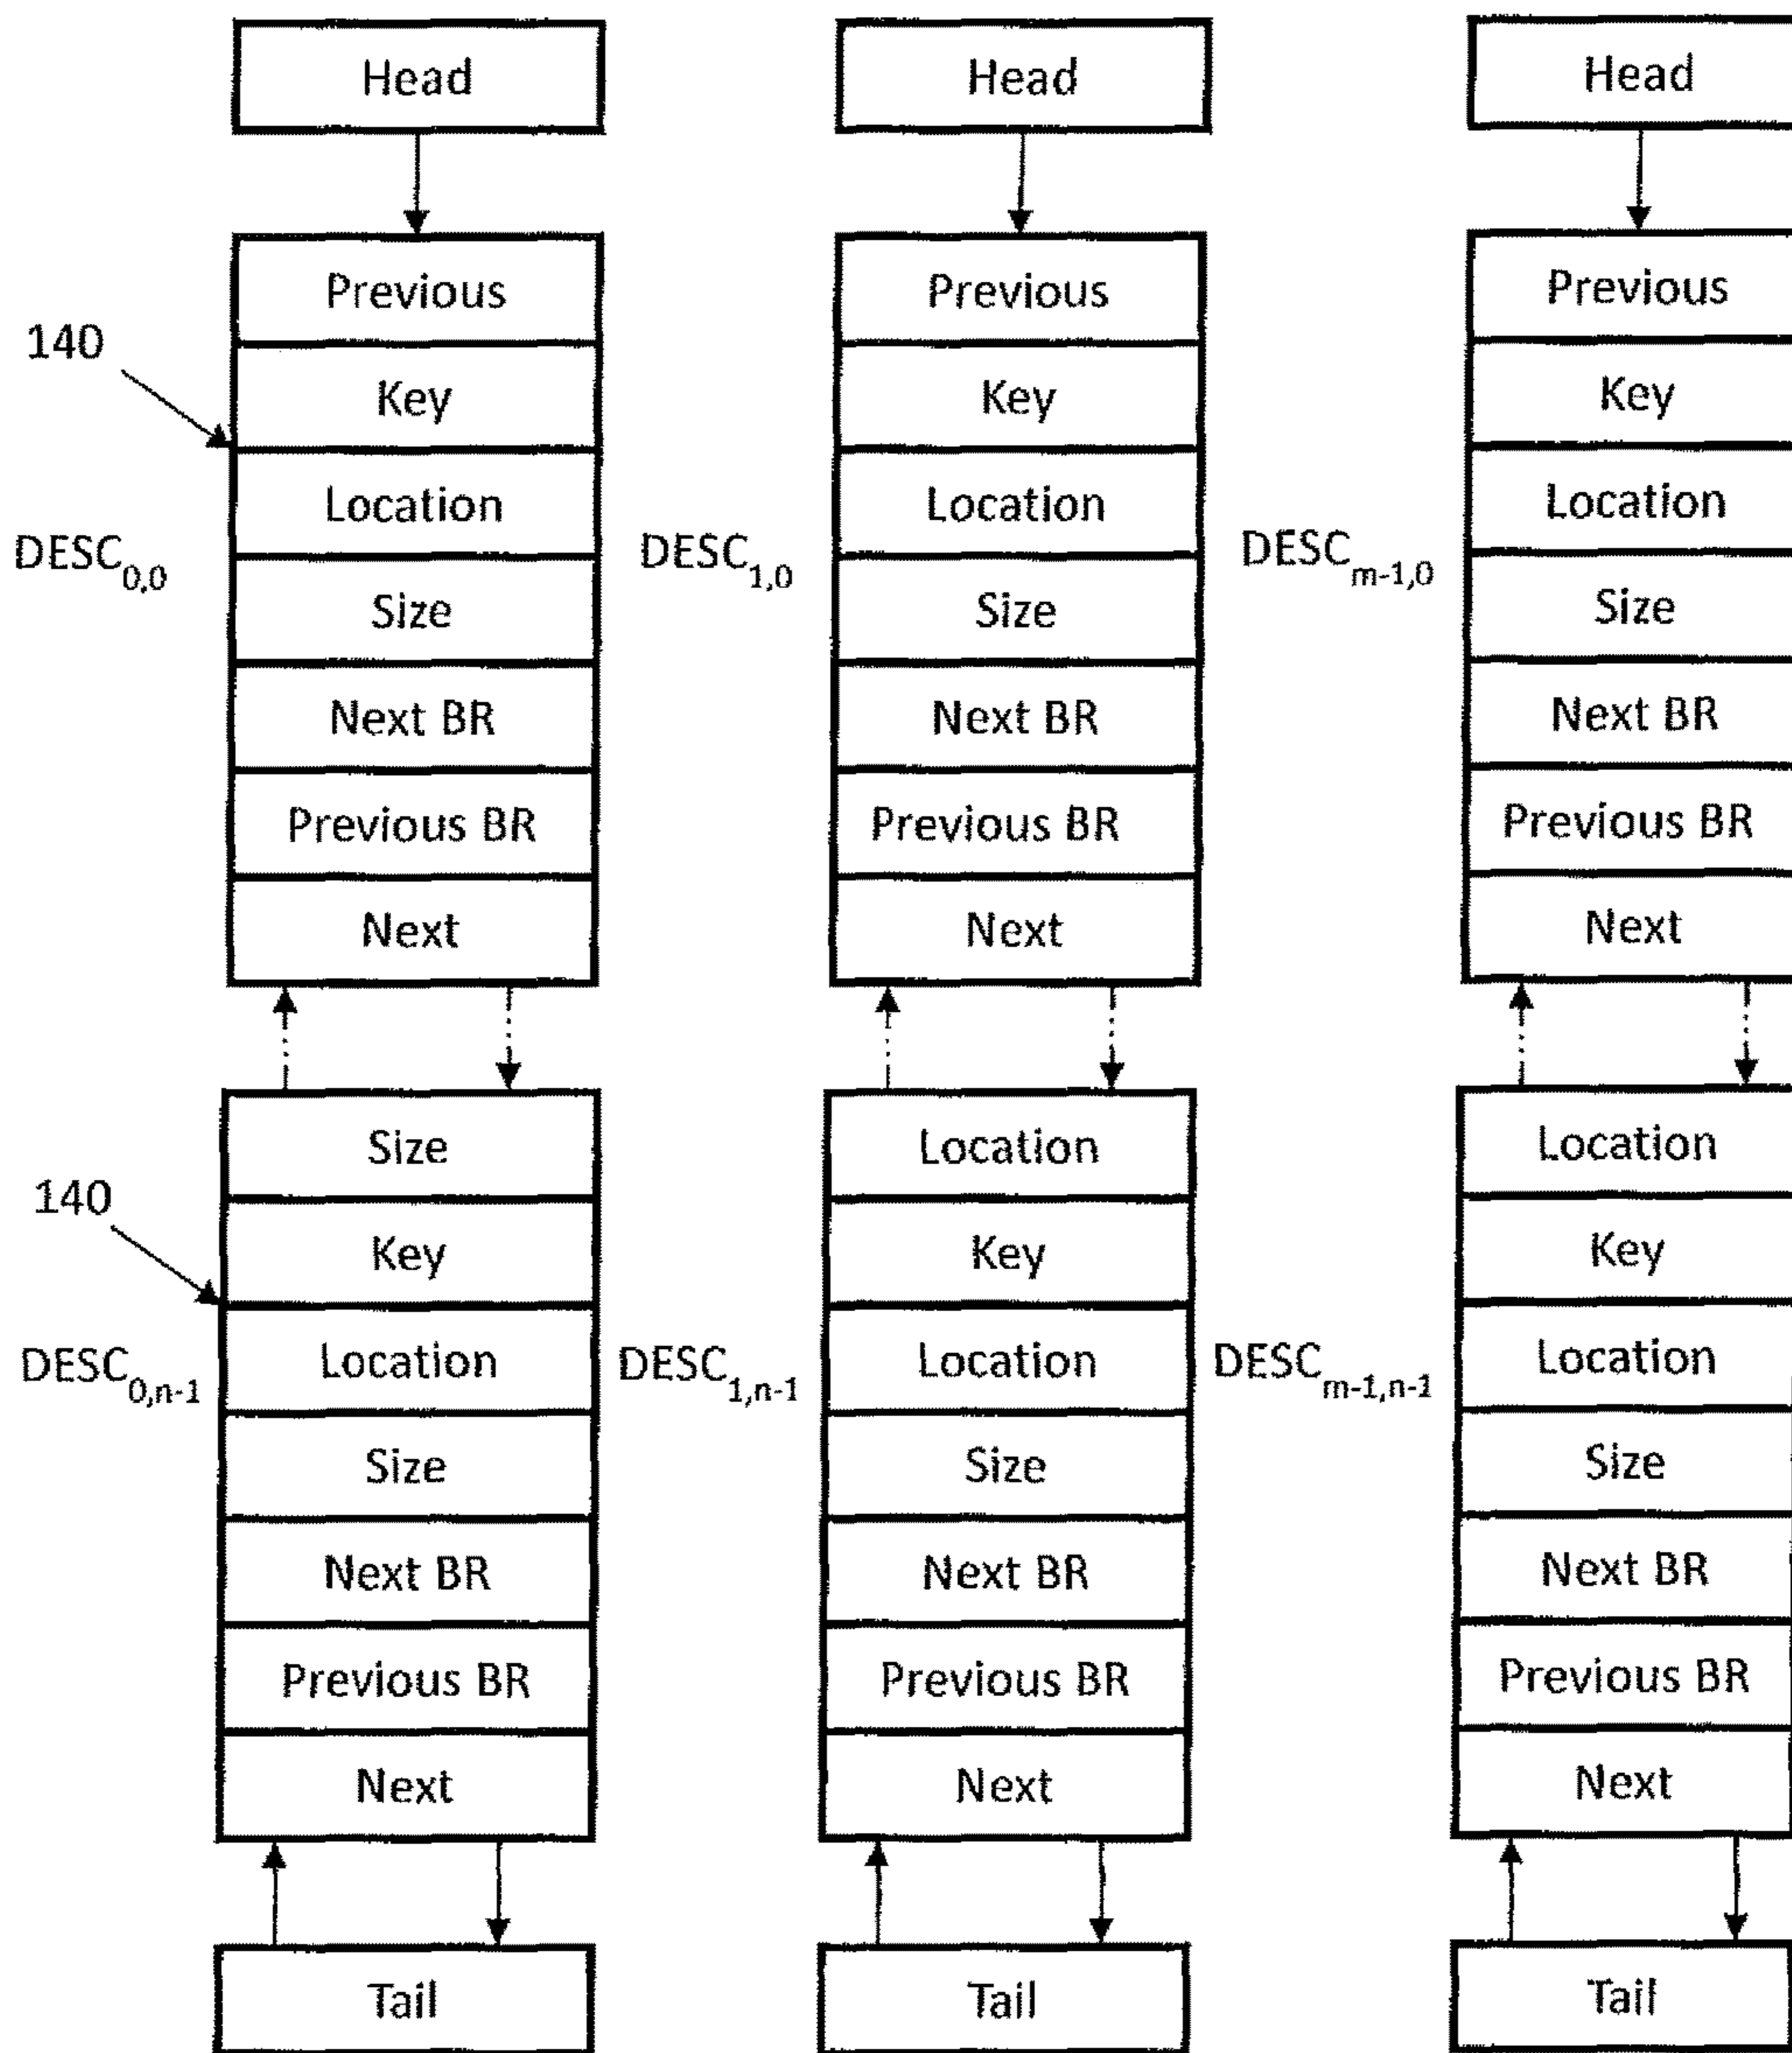 Head
Head
Head
Previous
Previous
Previous
140
Key
Key
Key
Location
Location
Location
DESC0,0
DESC1,0
DESCm-1,0
Size
Size
Size
Next BR
Next BR
Next BR
Previous BR
Previous BR
Previous BR
Next
Next
Next
Size
Location
Location
140
Key
Key
Key
DESC0,n-1
Location
DESC1,n-1
Location
DESCm-1,n-1
Location
Size
Size
Size
Next BR
Next BR
Next BR
Previous BR
Previous BR
Previous BR
Next
Next
Next
Tail
Tail
Tail